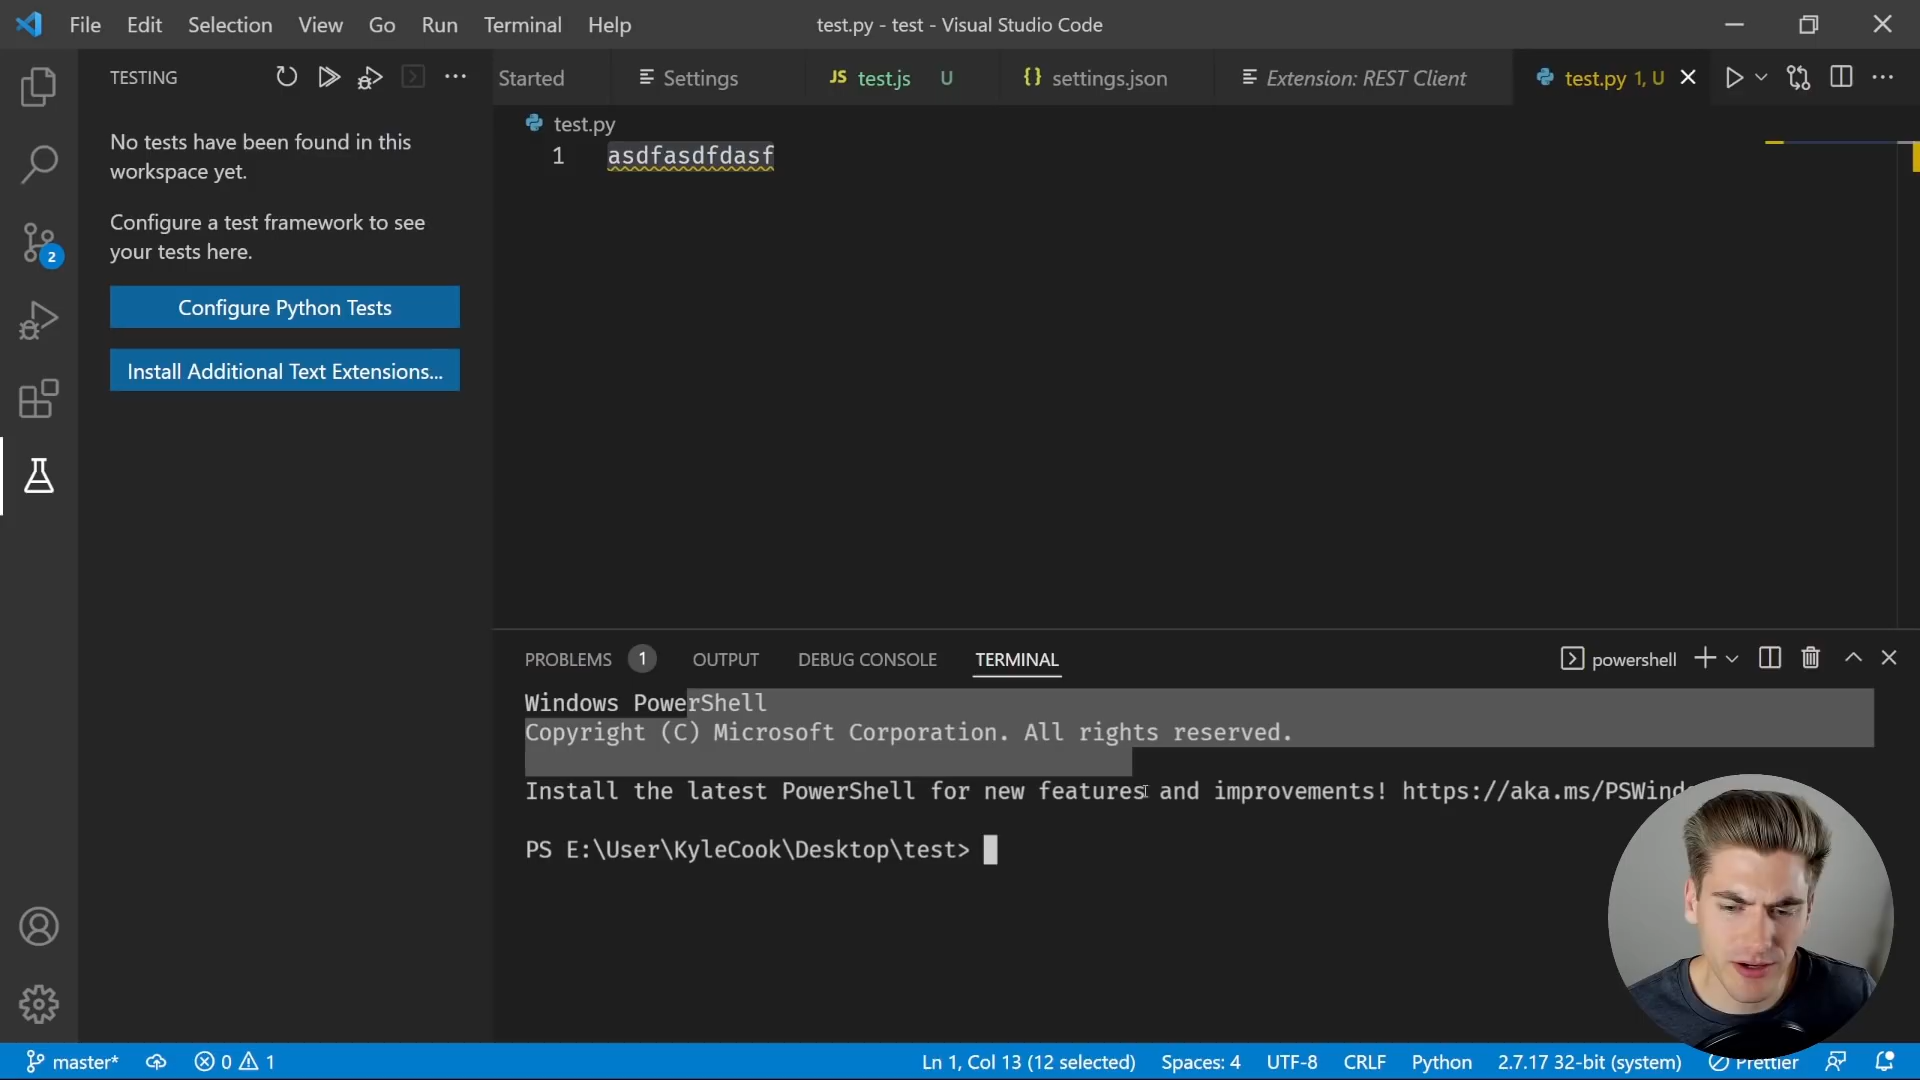 File Edit Selection View Go Run Terminal Help
test.py - test - Visual Studio Code
TESTING
Started
Settings
JS test.js U
{} settings.json
Extension: REST Client
test.py 1, U
No tests have been found in this
workspace yet.
Configure a test framework to see
your tests here.
Configure Python Tests
Install Additional Text Extensions...
2
test.py
1 asdfasdfdasf
PROBLEMS 1 OUTPUT DEBUG CONSOLE TERMINAL
powershell
Windows PowerShell
Copyright (C) Microsoft Corporation. All rights reserved.
Install the latest PowerShell for new features and improvements! https://aka.ms/PSWind
PS E:\User\KyleCook\Desktop\test>
master* 0 1
Ln 1, Col 13 (12 selected) Spaces: 4 UTF-8 CRLF Python 2.7.17 32-bit (system) Prettier